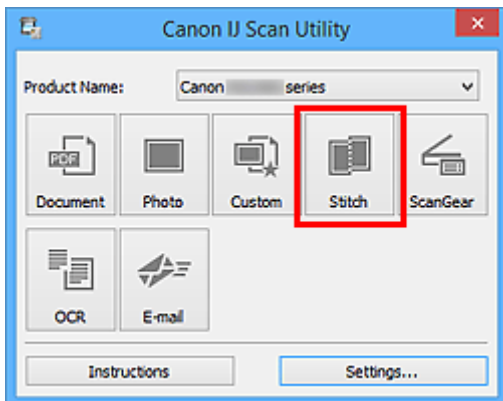 Canon IJ Scan Utility
Product Name: Canon series
PDF
Document Photo Custom Stitch ScanGear
OCR E-mail
Instructions Settings...